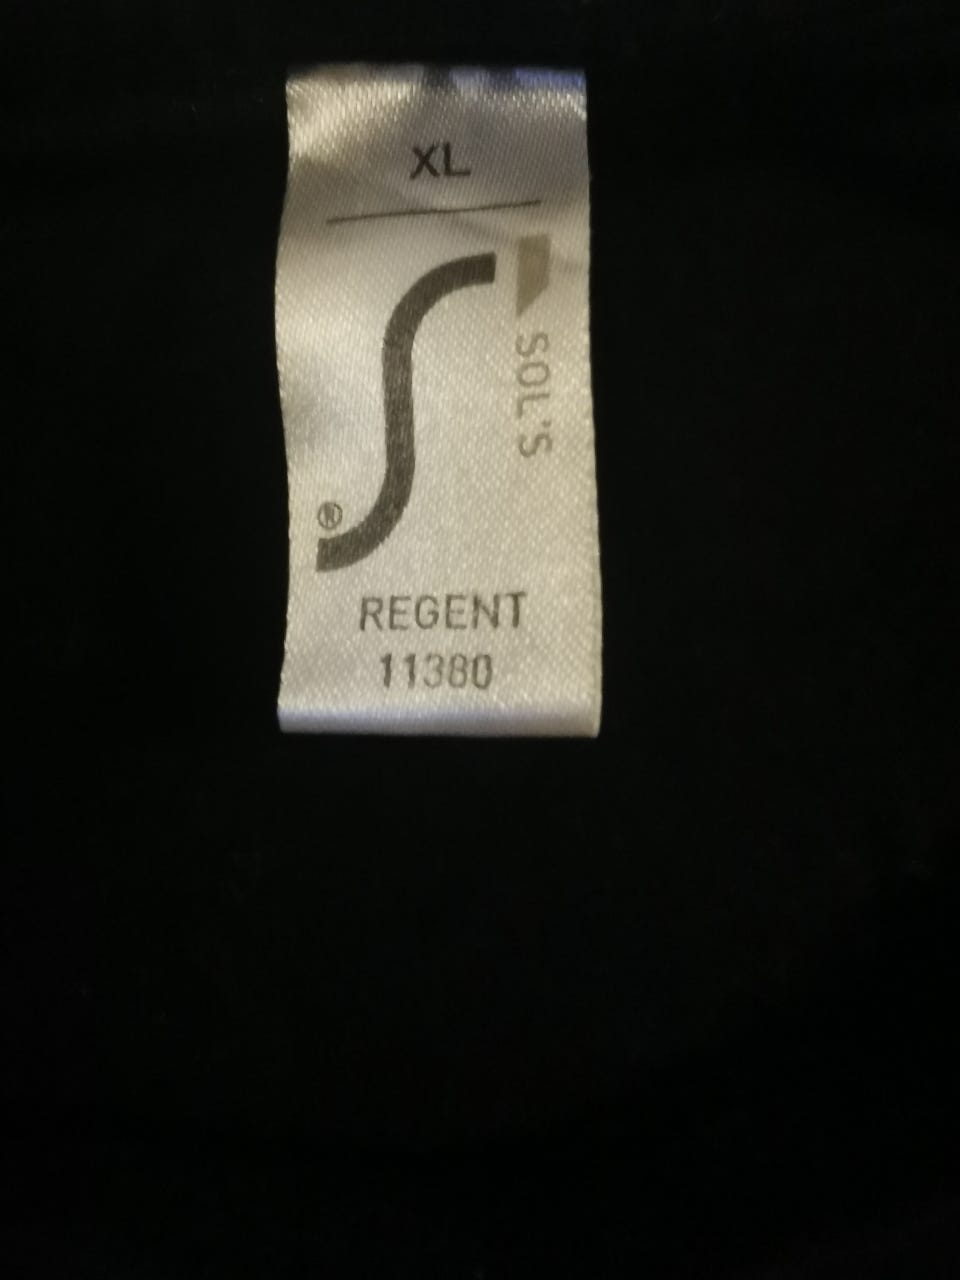 XL
S
SOL'S
®
REGENT
11380